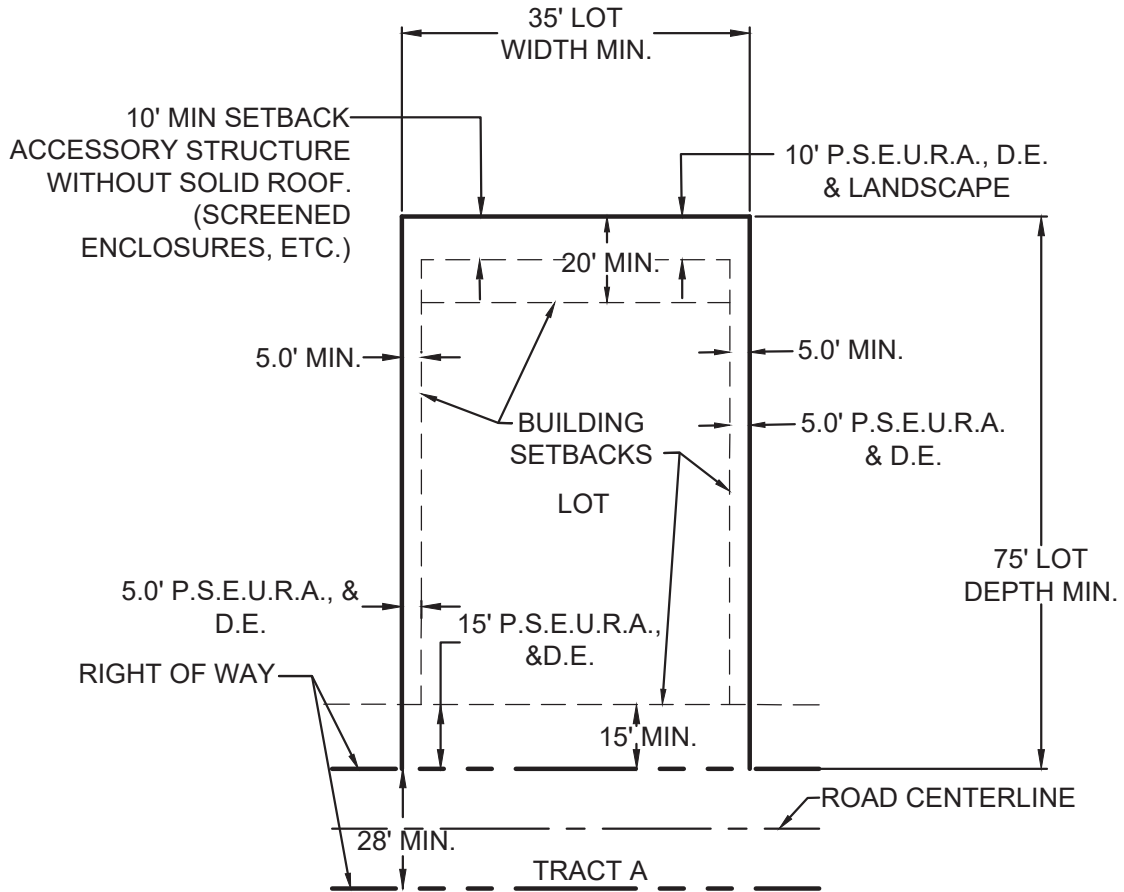 35' LOT
WIDTH MIN.
10' MIN SETBACK
ACCESSORY STRUCTURE
WITHOUT SOLID ROOF.
(SCREENED
ENCLOSURES, ETC.)
10' P.S.E.U.R.A., D.E.
& LANDSCAPE
20' MIN.
5.0' MIN.
5.0' MIN.
BUILDING
SETBACKS
5.0' P.S.E.U.R.A.
& D.E.
LOT
75' LOT
DEPTH MIN.
5.0' P.S.E.U.R.A., &
D.E.
15' P.S.E.U.R.A.,
&D.E.
RIGHT OF WAY
15' MIN.
ROAD CENTERLINE
28' MIN.
TRACT A